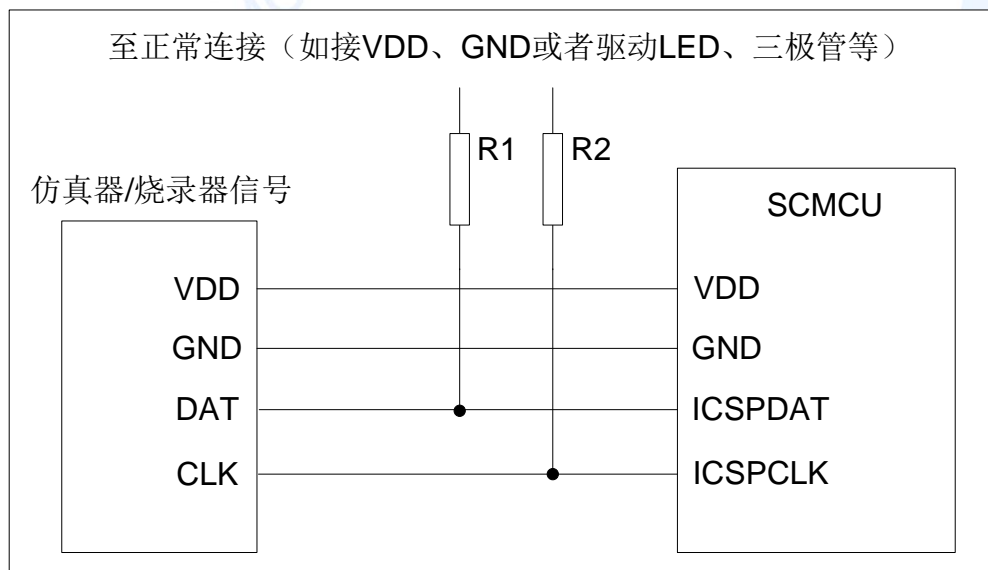 至正常连接（如接VDD、GND或者驱动LED、三极管等）
R1
R2
仿真器/烧录器信号
SCMCU
VDD
VDD
GND
GND
DAT
ICSPDAT
CLK
ICSPCLK